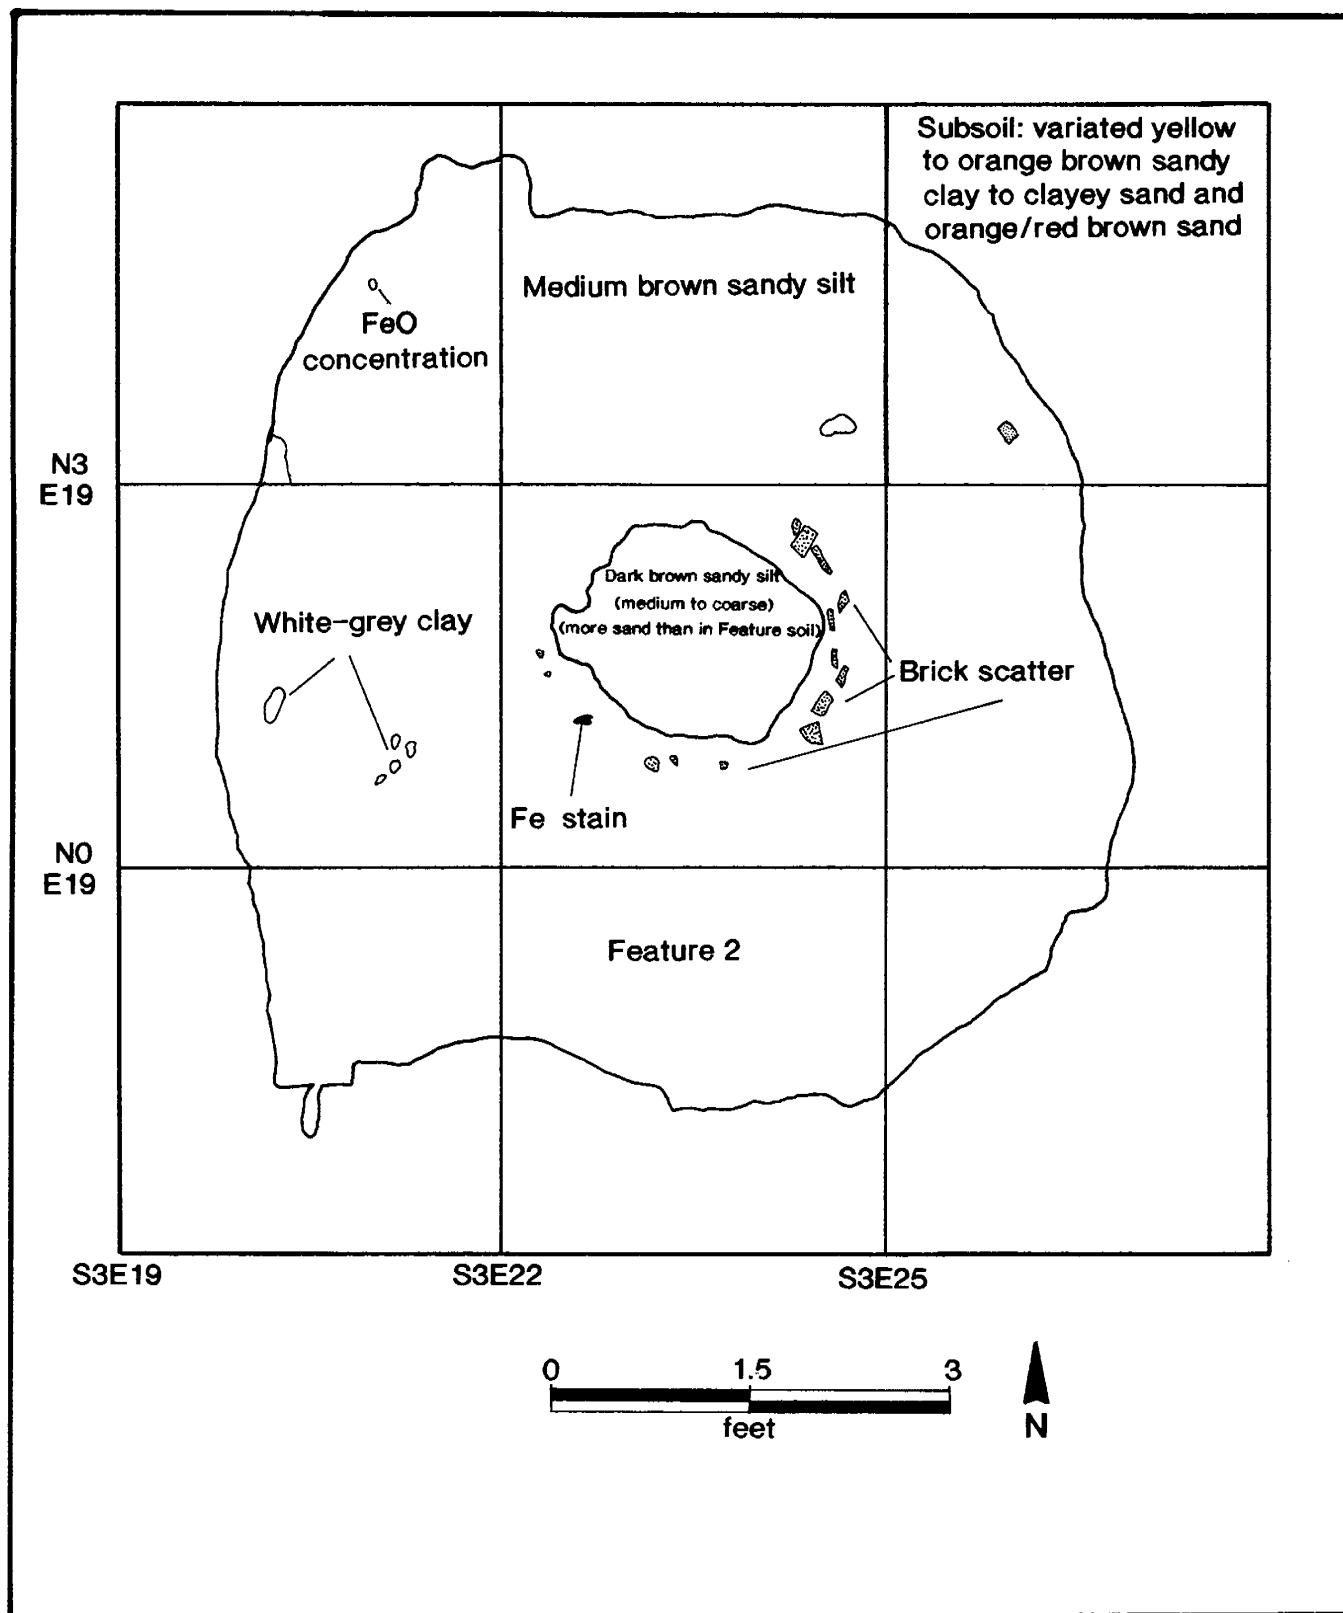 Subsoil: variated yellow
to orange brown sandy
clay to clayey sand and
orange/red brown sand
Medium brown sandy silt
FeO
concentration
N3
E19
Dark brown sandy silt
(medium to coarse)
(more sand than in Feature soil)
White-grey clay
Brick scatter
Fe stain
N0
E19
Feature 2
S3E19
S3E22
S3E25
0 1.5 3
feet
N